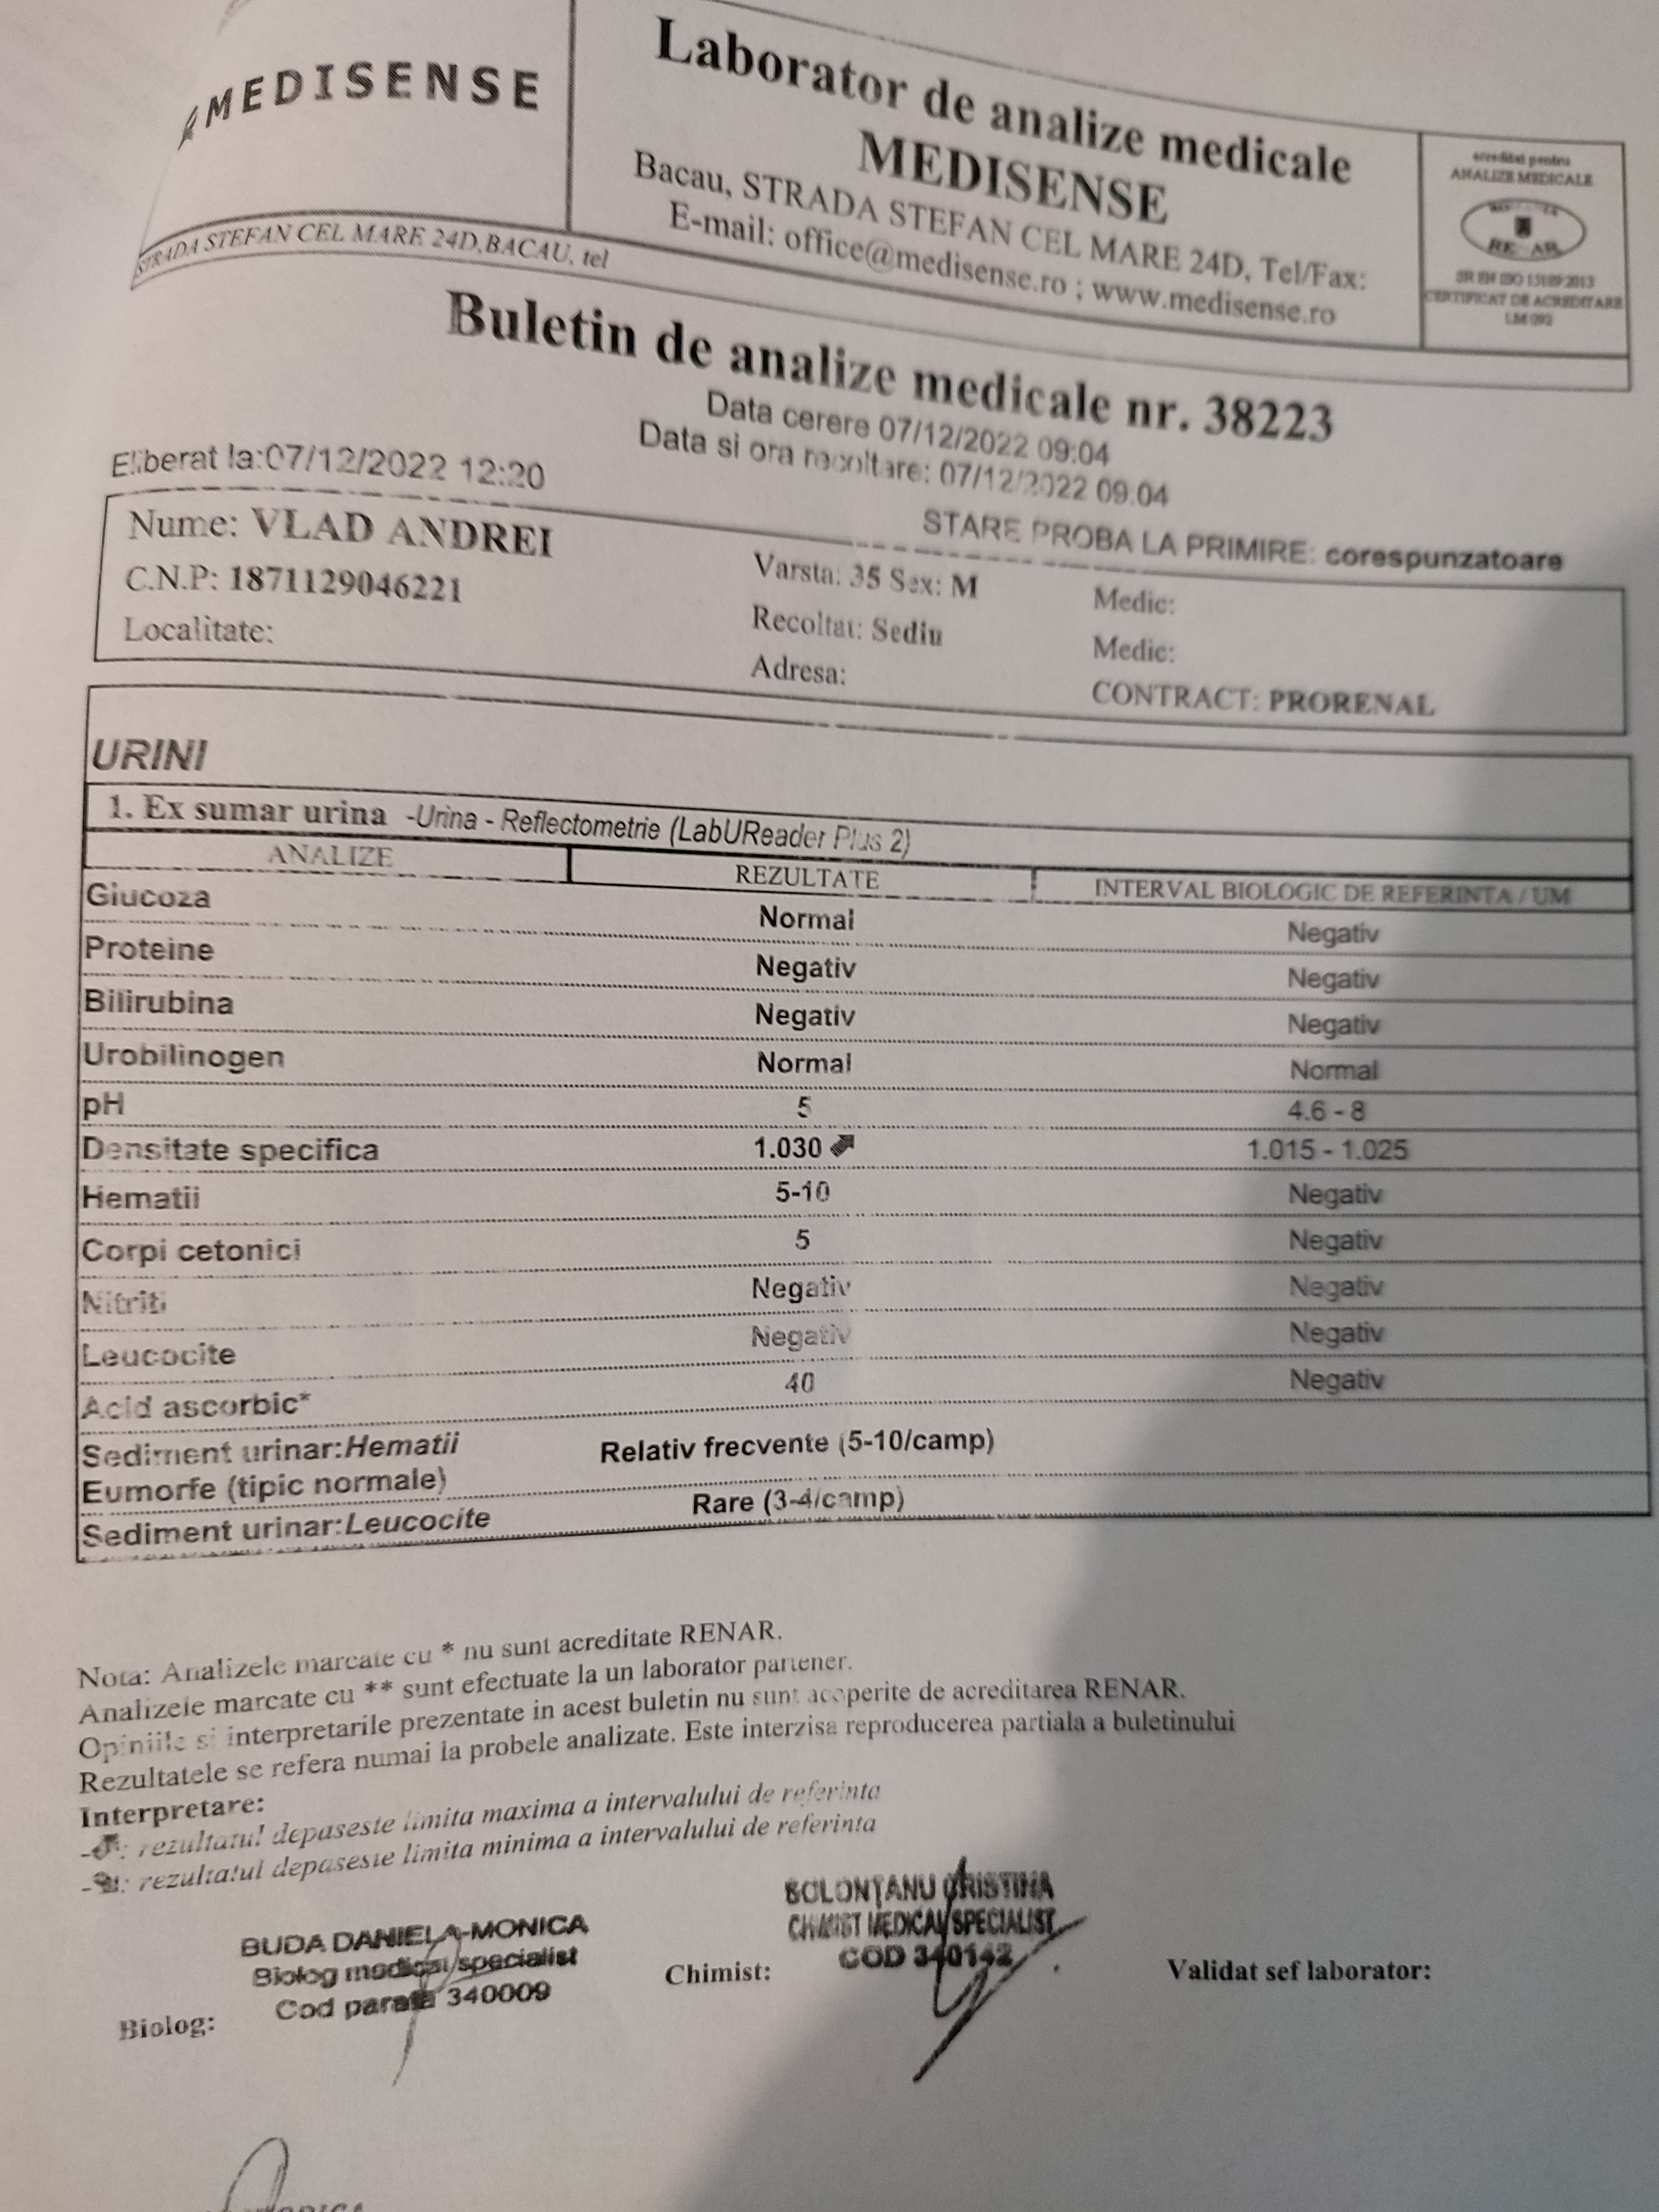 MEDISENSE
STRADA STEFAN CEL MARE 24D,BACAU, tel
Laborator de analize medicale
MEDISENSE
Bacau, STRADA STEFAN CEL MARE 24D, Tel/Fax:
E-mail: office@medisense.ro ; www.medisense.ro
acreditat pentru
ANALIZE MEDICALE
RENAR
SR EN ISO 15189:2013
CERTIFICAT DE ACREDITARE
Buletin de analize medicale nr. 38223
Data cerere 07/12/2022 09:04
Data si ora recoltare: 07/12/2022 09:04
Eliberat la:07/12/2022 12:20
STARE PROBA LA PRIMIRE: corespunzatoare
Nume: VLAD ANDREI
C.N.P: 1871129046221
Localitate:
Varsta: 35 Sex: M
Recoltat: Sediu
Adresa:
Medic:
Medic:
CONTRACT: PRORENAL
URINI
1. Ex sumar urina -Urina - Reflectometrie (LabUReader Plus 2)
ANALIZE REZULTATE INTERVAL BIOLOGIC DE REFERINTA / UM
Glucoza Normal Negativ
Proteine Negativ Negativ
Bilirubina Negativ Negativ
Urobilinogen Normal Normal
pH 5 4.6 - 8
Densitate specifica 1.030 1.015 - 1.025
Hematii 5-10 Negativ
Corpi cetonici 5 Negativ
Nitriti Negativ Negativ
Leucocite Negativ Negativ
Acid ascorbic* 40 Negativ
Sediment urinar:Hematii Relativ frecvente (5-10/camp)
Eumorfe (tipic normale)
Sediment urinar:Leucocite Rare (3-4/camp)
Nota: Analizele marcate cu * nu sunt acreditate RENAR.
Analizele marcate cu ** sunt efectuate la un laborator partener.
Opiniile si interpretarile prezentate in acest buletin nu sunt acoperite de acreditarea RENAR.
Rezultatele se refera numai la probele analizate. Este interzisa reproducerea partiala a buletinului
Interpretare:
- : rezultatul depaseste limita maxima a intervalului de referinta
- : rezultatul depaseste limita minima a intervalului de referinta
BUDA DANIELA-MONICA
Biolog medical specialist
Cod parafa 340009
Biolog:
SOLONȚANU CRISTINA
CHIMIST MEDICAL SPECIALIST
COD 340142
Chimist:
Validat sef laborator: